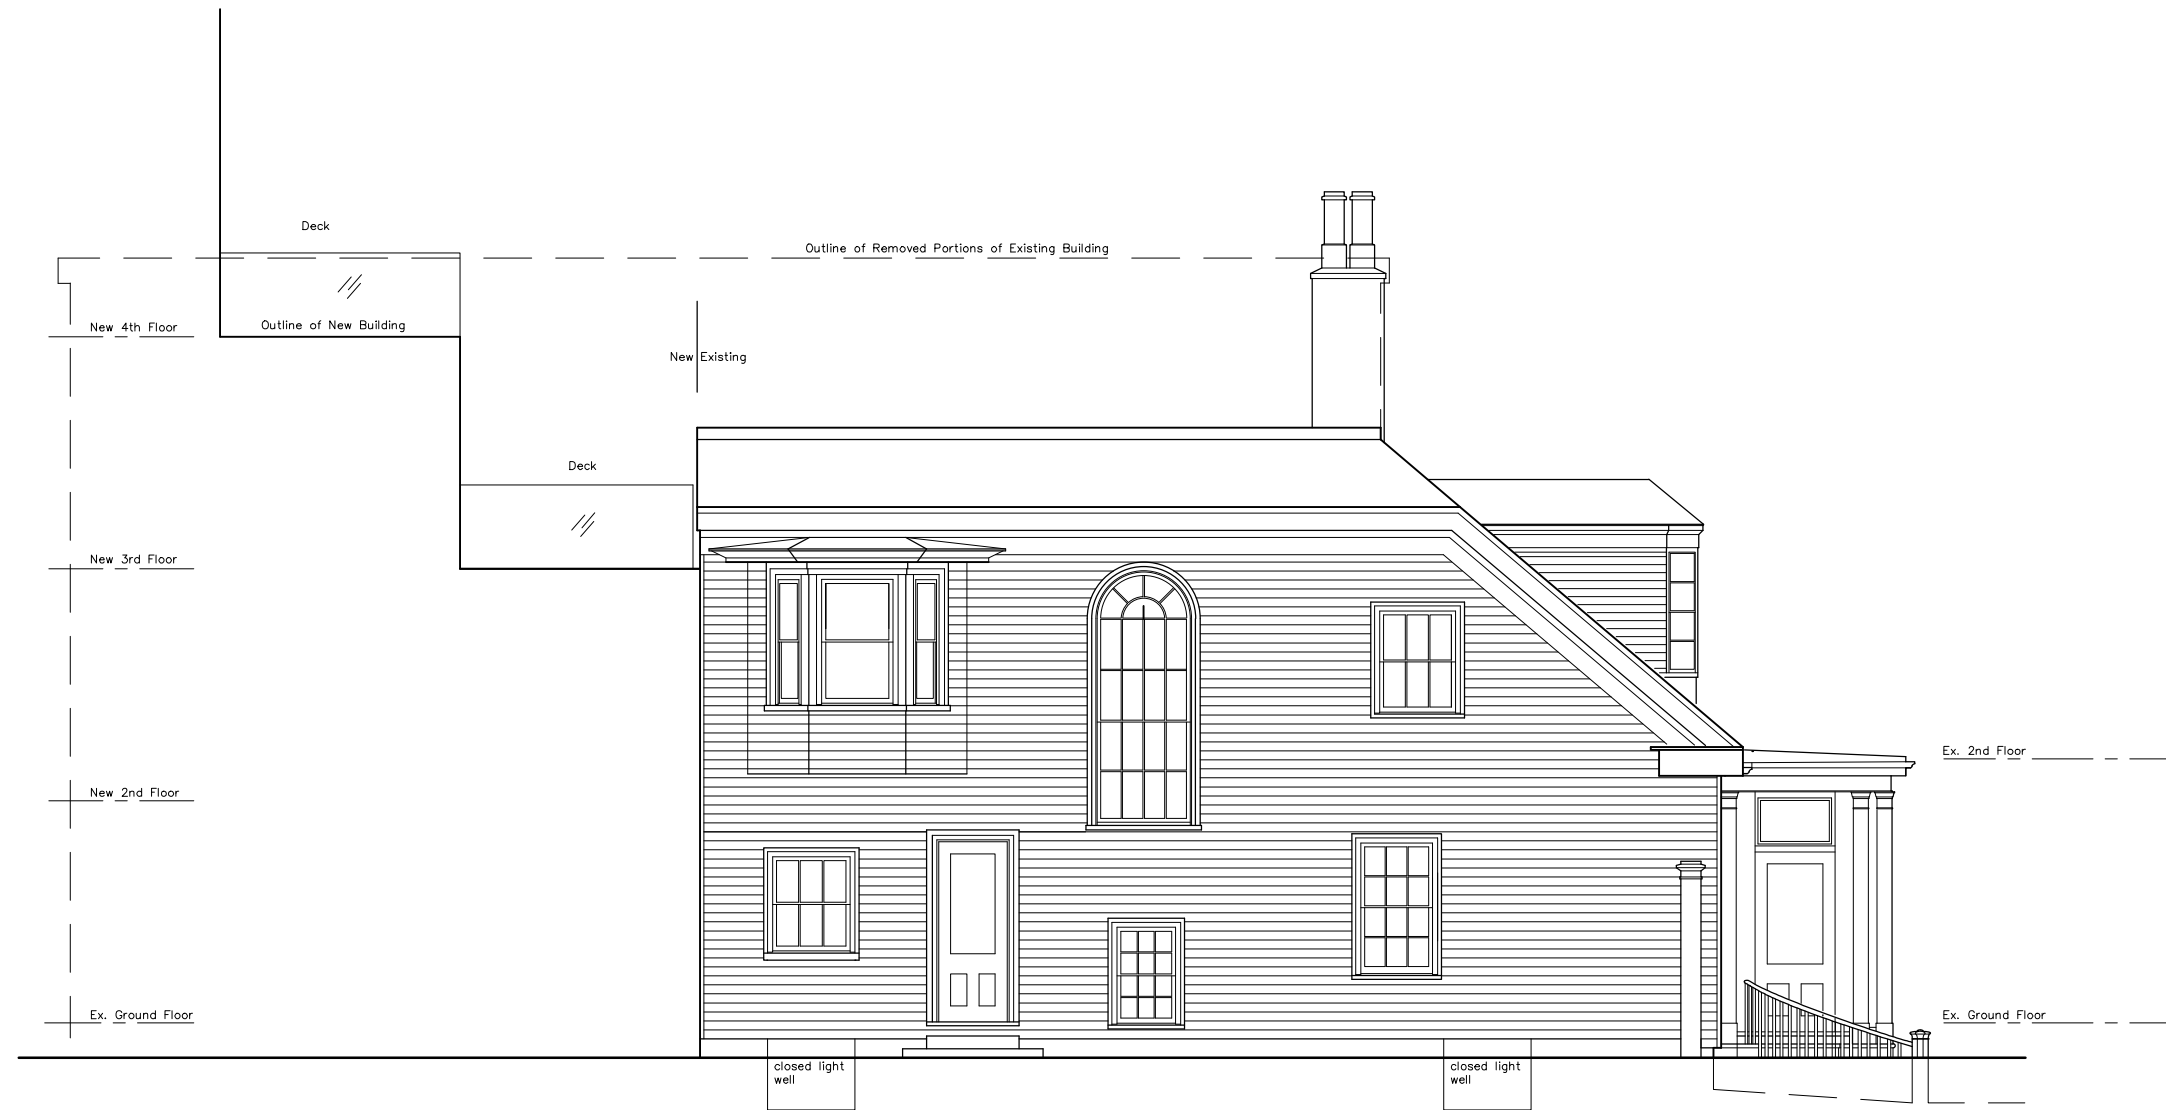 Deck
Outline of Removed Portions of Existing Building
New 4th Floor
Outline of New Building
New Existing
Deck
New 3rd Floor
Ex. 2nd Floor
New 2nd Floor
Ex. Ground Floor
Ex. Ground Floor
closed light
well
closed light
well